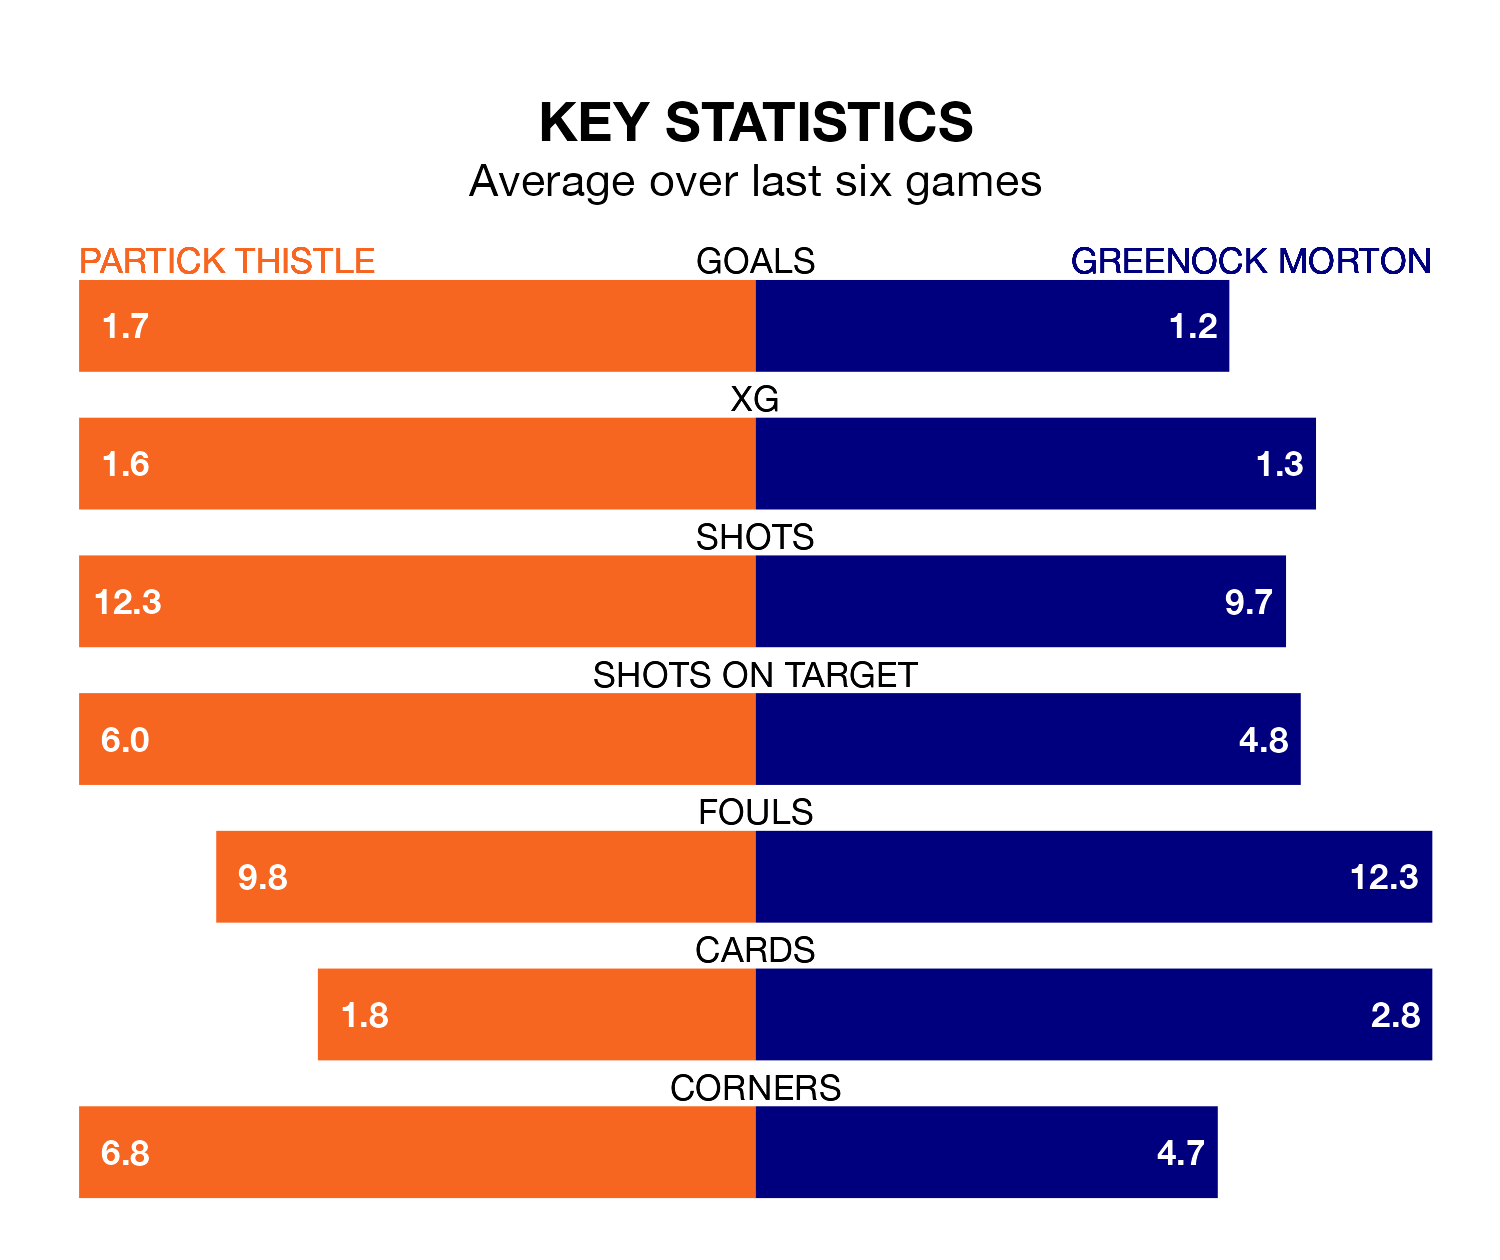 KEY STATISTICS
Average over last six games
PARTICK THISTLE GOALS GREENOCK MORTON
1.7 1.2
XG
1.6 1.3
SHOTS
12.3 9.7
SHOTS ON TARGET
6.0 4.8
FOULS
9.8 12.3
CARDS
1.8 2.8
CORNERS
6.8 4.7